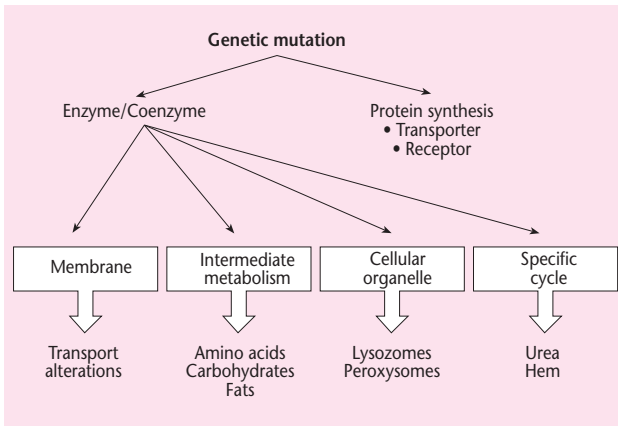 Genetic mutation
Enzyme/Coenzyme
Protein synthesis
• Transporter
• Receptor
Membrane
Intermediate
metabolism
Cellular
organelle
Specific
cycle
Transport
alterations
Amino acids
Carbohydrates
Fats
Lysozomes
Peroxysomes
Urea
Hem